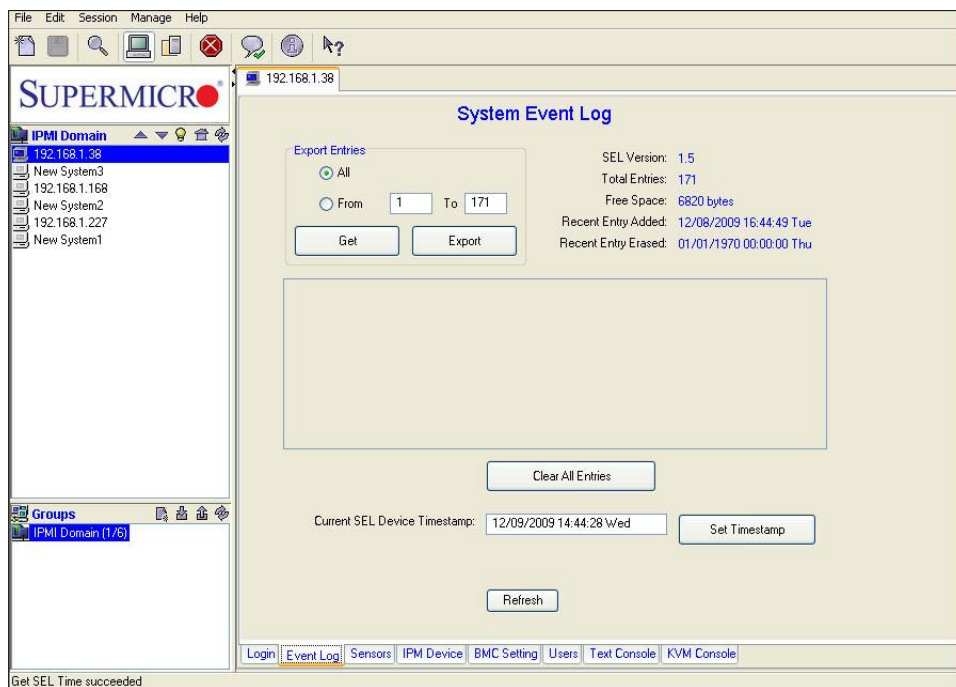 File Edit Session Manage Help
SUPERMICRO
IPMI Domain
192.168.1.38
New System3
192.168.1.168
New System2
192.168.1.227
New System1
Groups
IPMI Domain (1/6)
192.168.1.38
System Event Log
Export Entries
All
From 1 To 171
Get Export
SEL Version: 1.5
Total Entries: 171
Free Space: 6820 bytes
Recent Entry Added: 12/08/2009 16:44:49 Tue
Recent Entry Erased: 01/01/1970 00:00:00 Thu
Clear All Entries
Current SEL Device Timestamp: 12/09/2009 14:44:28 Wed Set Timestamp
Refresh
Login Event Log Sensors IPM Device BMC Setting Users Text Console KVM Console
Get SEL Time succeeded